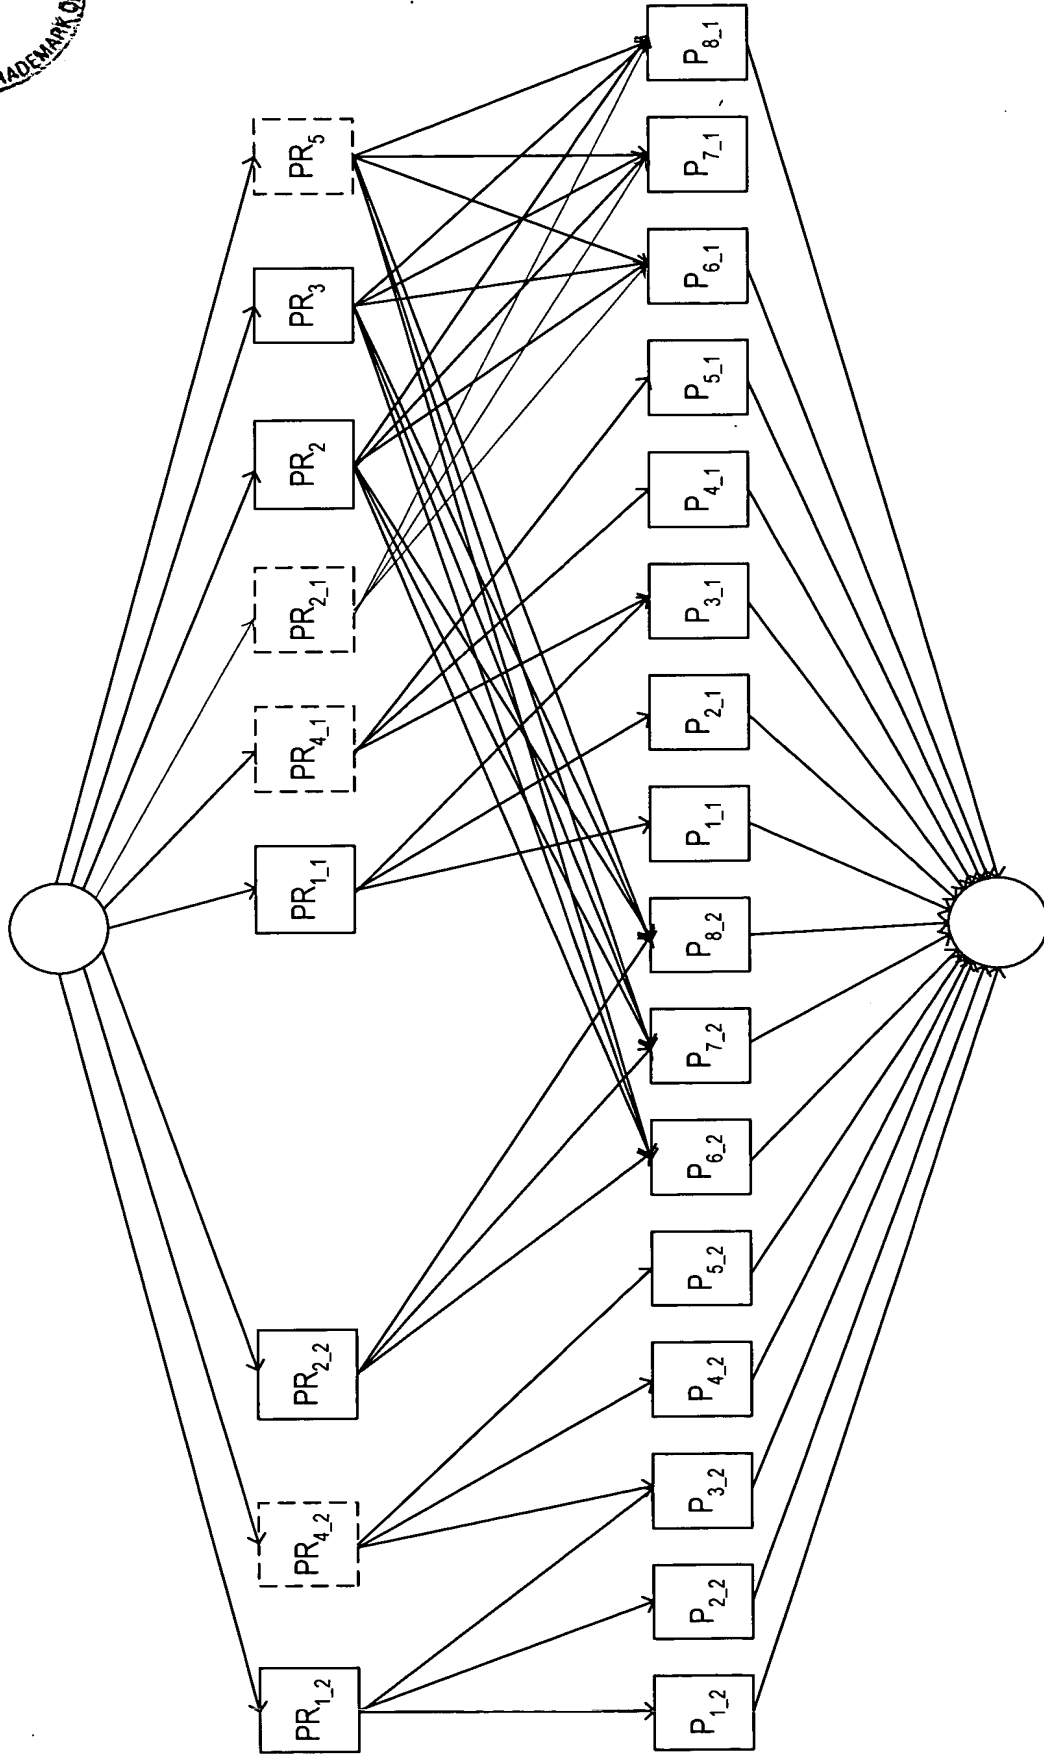 PR₁_₂
PR₄_₂
PR₂_₂
PR₁_₁
PR₄_₁
PR₂_₁
PR₂
PR₃
PR₅
P₁_₂
P₂_₂
P₃_₂
P₄_₂
P₅_₂
P₆_₂
P₇_₂
P₈_₂
P₁_₁
P₂_₁
P₃_₁
P₄_₁
P₅_₁
P₆_₁
P₇_₁
P₈_₁